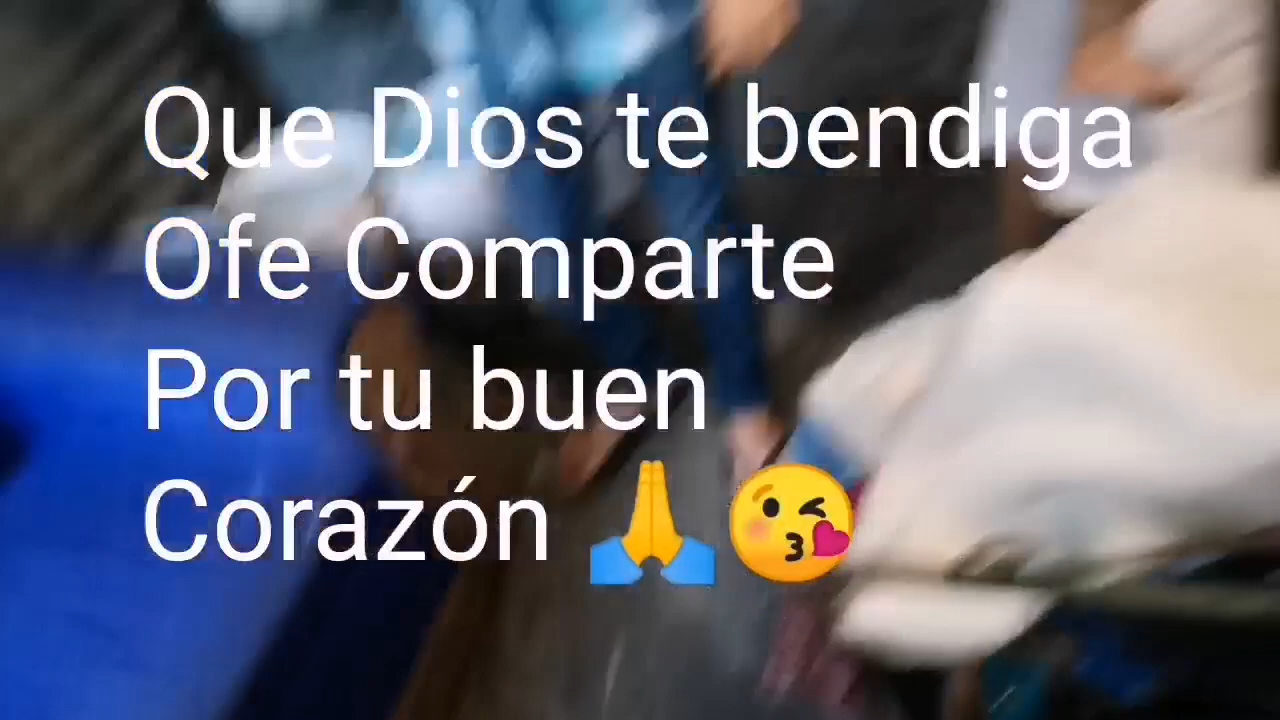 Que Dios te bendiga
Ofe Comparte
Por tu buen
Corazón 🙏😘